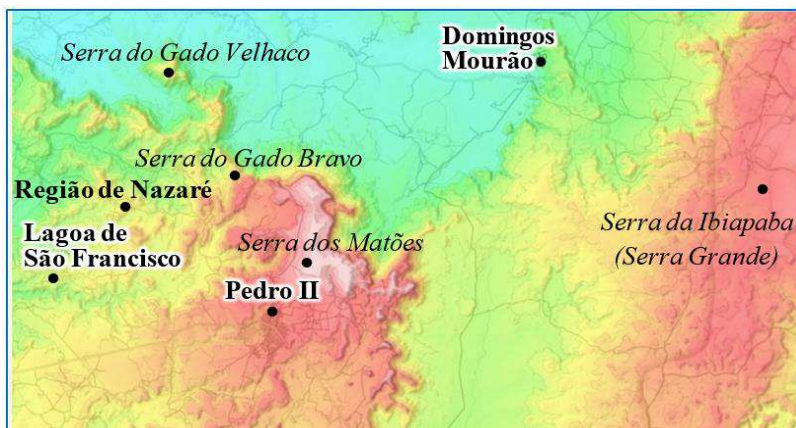 Serra do Gado Velhaco
Domingos
Mourão
Serra do Gado Bravo
Região de Nazaré
Lagoa de
São Francisco
Serra dos Matões
Serra da Ibiapaba
(Serra Grande)
Pedro II